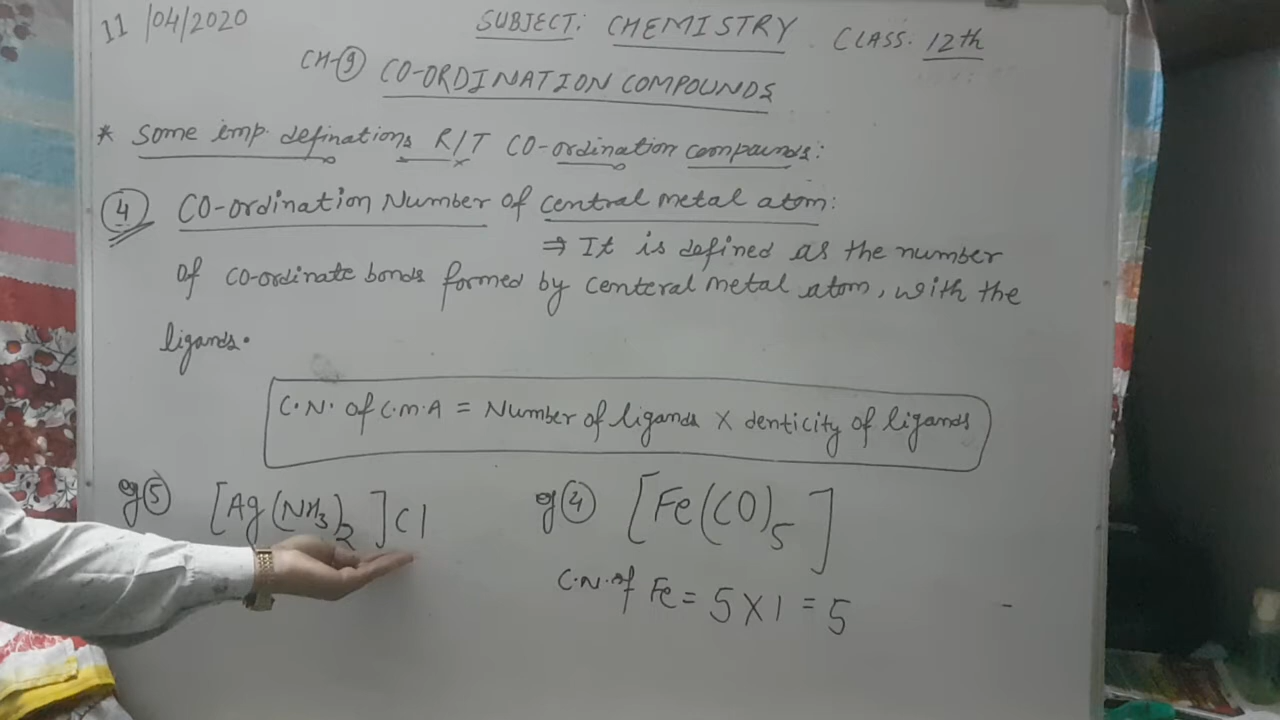 11/04/2020
SUBJECT: CHEMISTRY. CLASS: 12th
CH-9 CO-ORDINATION COMPOUNDS
* Some imp. definations R/T CO-ordination compounds:
4 CO-ordination Number of central metal atom:
⇒ It is defined as the number
of co-ordinate bonds formed by centeral metal atom, with the
ligands.
C.N. of C.M.A = Number of ligands X denticity of ligands
eg 5 [Ag(NH3)2]Cl
eg 4 [Fe(CO)5]
C.N. of Fe = 5 X 1 = 5